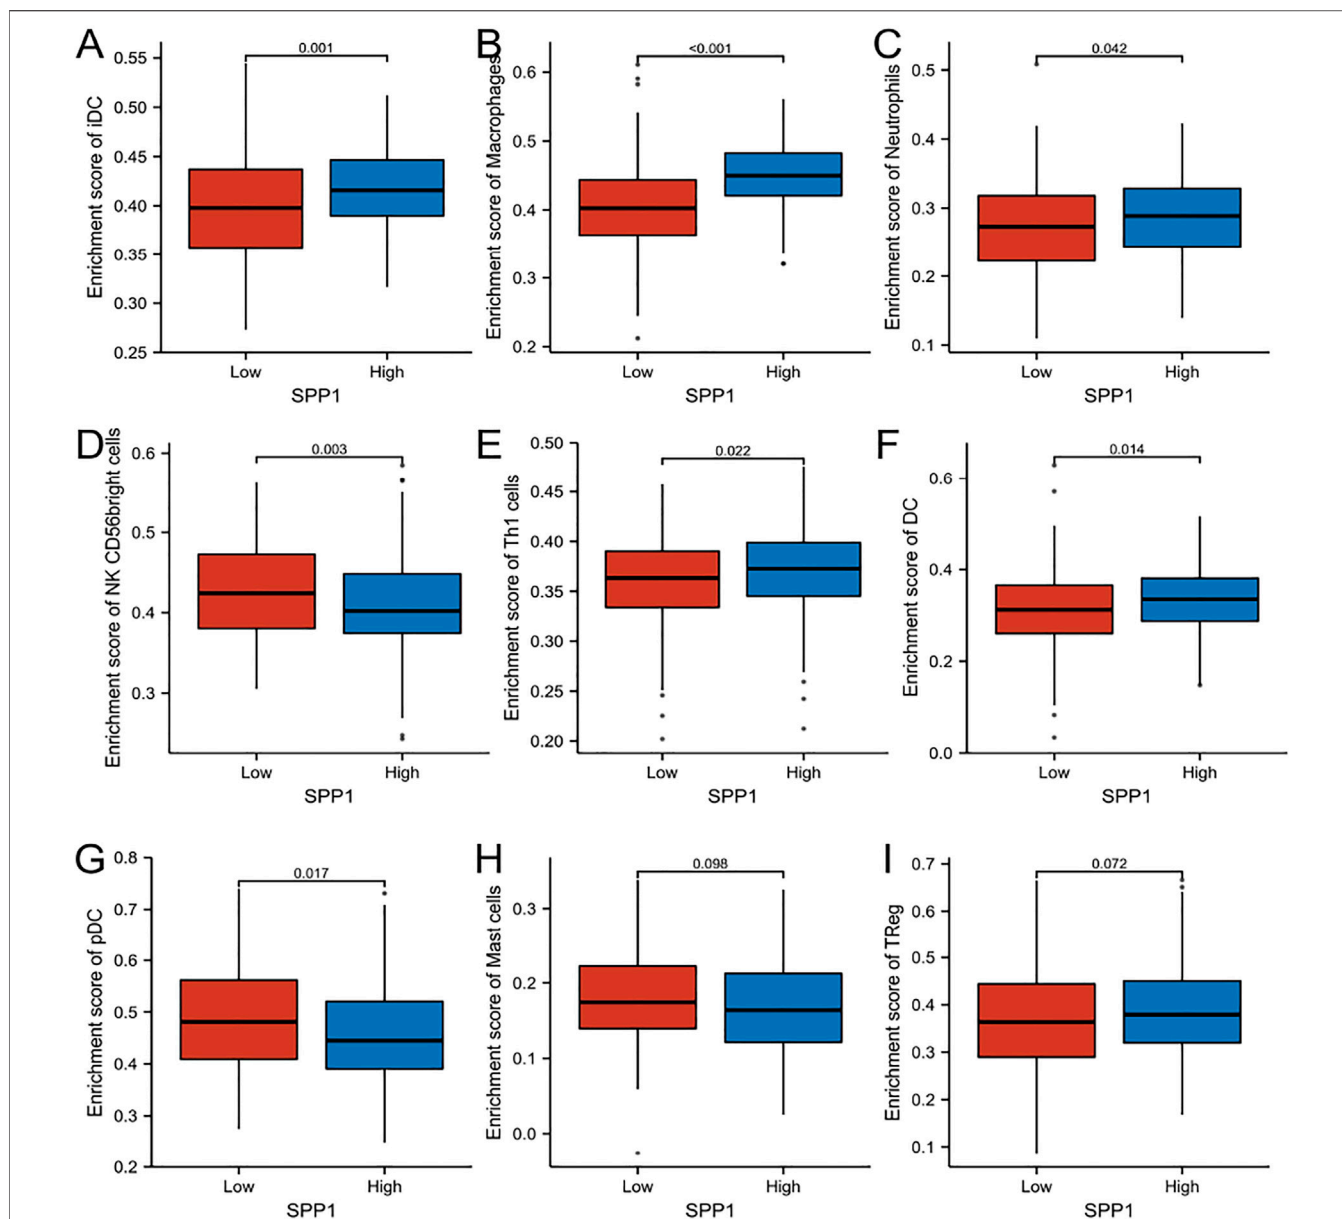 A
0.001
0.55
0.50
0.45
0.40
0.35
0.30
0.25
Enrichment score of iDC
Low
High
SPP1
B
<0.001
0.6
0.5
0.4
0.3
0.2
Enrichment score of Macrophages
Low
High
SPP1
C
0.042
0.5
0.4
0.3
0.2
0.1
Enrichment score of Neutrophils
Low
High
SPP1
D
0.003
0.6
0.5
0.4
0.3
Enrichment score of NK CD56bright cells
Low
High
SPP1
E
0.022
0.50
0.45
0.40
0.35
0.30
0.25
0.20
Enrichment score of Th1 cells
Low
High
SPP1
F
0.014
0.6
0.4
0.2
0.0
Enrichment score of DC
Low
High
SPP1
G
0.017
0.8
0.7
0.6
0.5
0.4
0.3
0.2
Enrichment score of pDC
Low
High
SPP1
H
0.098
0.3
0.2
0.1
0.0
Enrichment score of Mast cells
Low
High
SPP1
I
0.072
0.7
0.6
0.5
0.4
0.3
0.1
Enrichment score of TReg
Low
High
SPP1